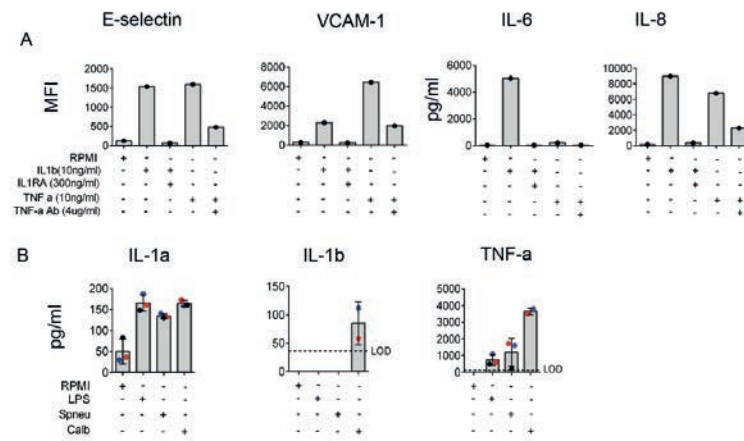 E-selectin VCAM-1 IL-6 IL-8
A
MFI
2000
1500
1000
500
0
8000
6000
4000
2000
0
pg/ml
6000
4000
2000
0
10000
8000
6000
4000
2000
0
RPMI + - - - - + - - - - + - - - - + - - - -
IL1b(10ng/ml) - + + - - - + + - - - + + - - - + + - -
IL1RA (300ng/ml) - - + - - - - + - - - - + - - - - + - -
TNF a (10ng/ml) - - - + + - - - + + - - - + + - - - + +
TNF-a Ab (4ug/ml) - - - - + - - - - + - - - - + - - - - +
B
IL-1a IL-1b TNF-a
pg/ml
200
150
100
50
0
150
100
50
0
LOD
5000
4000
3000
2000
1000
0
LOD
RPMI + - - - + - - - + - - -
LPS - + - - - + - - - + - -
Spneu - - + - - - + - - - + -
Calb - - - + - - - + - - - +